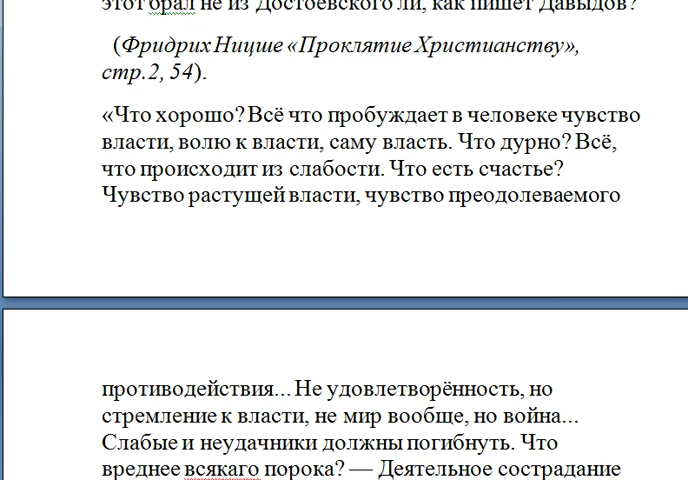 этот орал не из Достоевского ли, как пишет Давыдов?
(Фридрих Ницше «Проклятие Христианству»,
стр.2, 54).
«Что хорошо? Всё что пробуждает в человеке чувство
власти, волю к власти, саму власть. Что дурно? Всё,
что происходит из слабости. Что есть счастье?
Чувство растущей власти, чувство преодолеваемого
противодействия... Не удовлетворённость, но
стремление к власти, не мир вообще, но война...
Слабые и неудачники должны погибнуть. Что
вреднее всякаго порока? — Деятельное сострадание